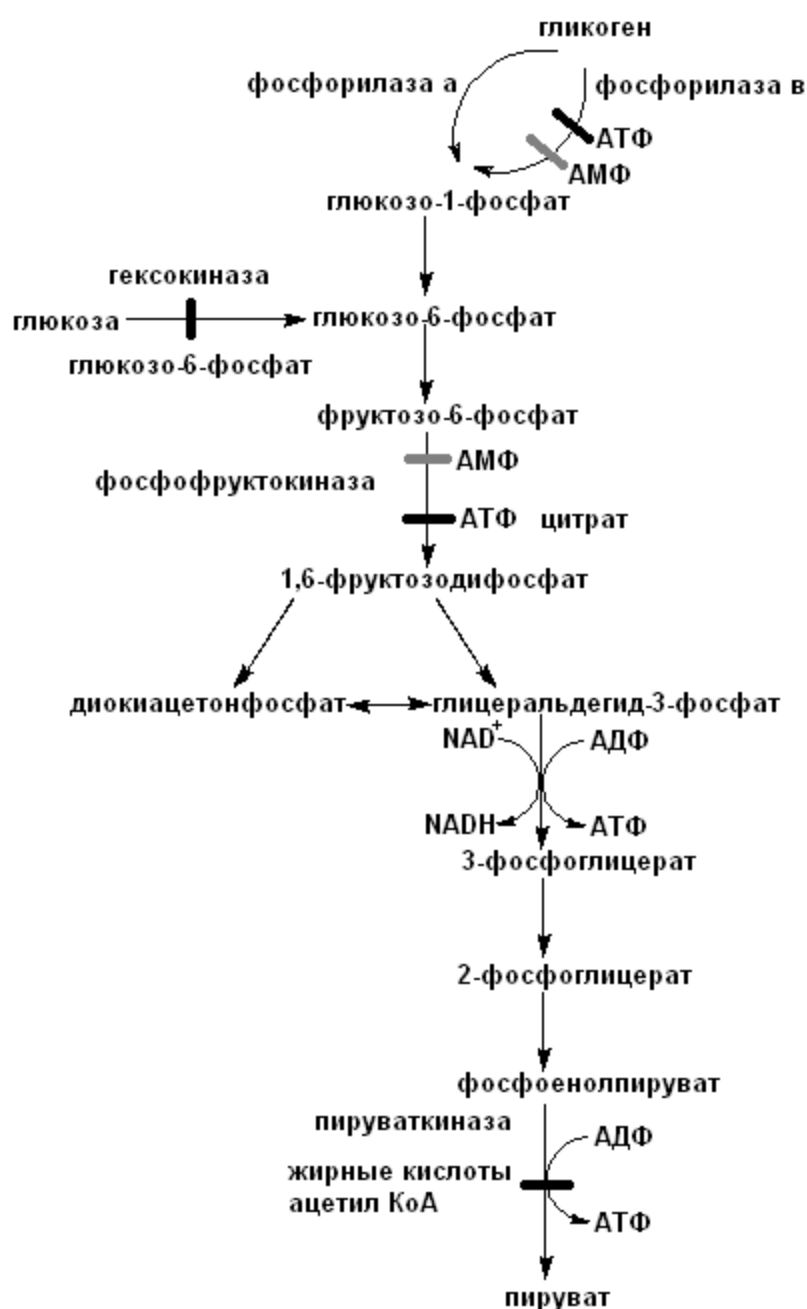 гликоген
фосфорилаза а
фосфорилаза в
АТФ
АМФ
глюкозо-1-фосфат
гексокиназа
глюкоза
глюкозо-6-фосфат
глюкозо-6-фосфат
фруктозо-6-фосфат
АМФ
фосфофруктокиназа
АТФ цитрат
1,6-фруктозодифосфат
диокиацетонфосфат
глицеральдегид-3-фосфат
NAD+
АДФ
NADH
АТФ
3-фосфоглицерат
2-фосфоглицерат
фосфоенолпируват
пируваткиназа
АДФ
жирные кислоты
ацетил КоА
АТФ
пируват